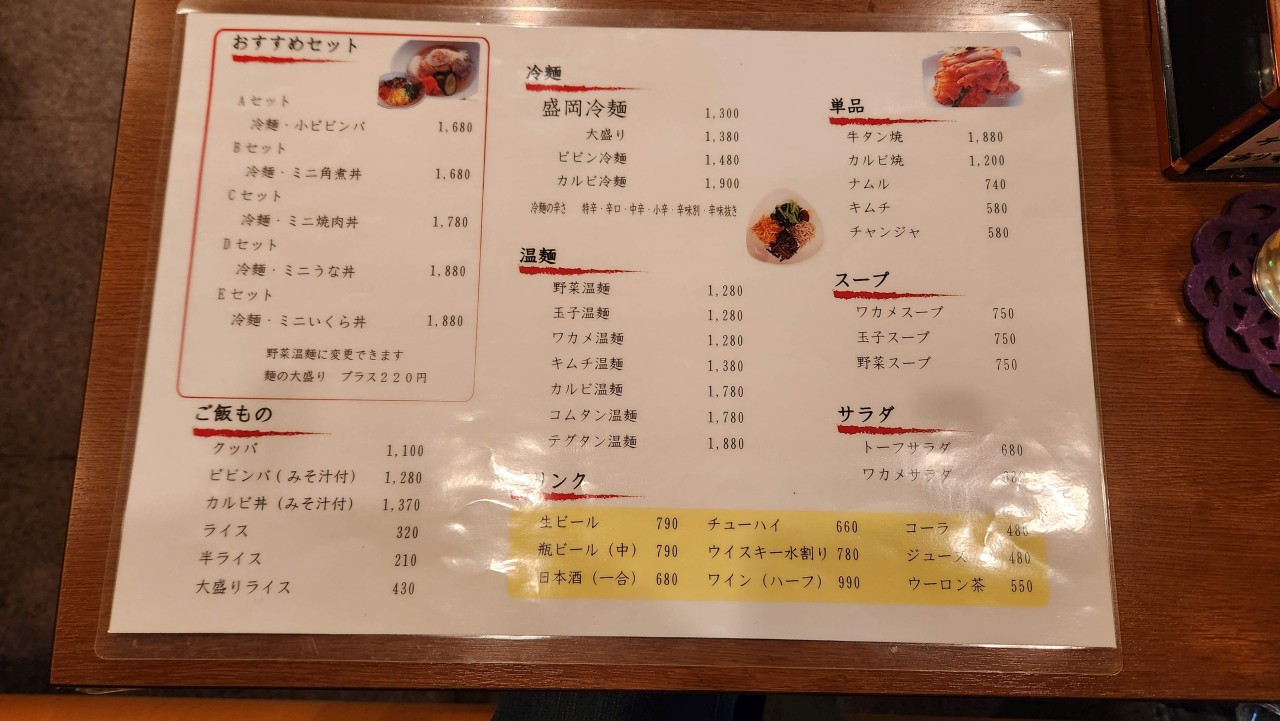 おすすめセット
Aセット
冷麺・小ビビンバ 1,680
Bセット
冷麺・ミニ角煮丼 1,680
Cセット
冷麺・ミニ焼肉丼 1,780
Dセット
冷麺・ミニうな丼 1,880
Eセット
冷麺・ミニいくら丼 1,880
野菜温麺に変更できます
麺の大盛り プラス220円
ご飯もの
クッパ 1,100
ビビンバ(みそ汁付) 1,280
カルビ丼(みそ汁付) 1,370
ライス 320
半ライス 210
大盛りライス 430
冷麺
盛岡冷麺 1,300
大盛り 1,380
ビビン冷麺 1,480
カルビ冷麺 1,900
冷麺の辛さ 特辛・辛口・中辛・小辛・辛味別・辛味抜き
温麺
野菜温麺 1,280
玉子温麺 1,280
ワカメ温麺 1,280
キムチ温麺 1,380
カルビ温麺 1,780
コムタン温麺 1,780
テグタン温麺 1,880
単品
牛タン焼 1,880
カルビ焼 1,200
ナムル 740
キムチ 580
チャンジャ 580
スープ
ワカメスープ 750
玉子スープ 750
野菜スープ 750
サラダ
トーフサラダ 680
ワカメサラダ
リンク
生ビール 790 チューハイ 660 コーラ 480
瓶ビール(中) 790 ウイスキー水割り 780 ジュース 480
日本酒(一合) 680 ワイン(ハーフ) 990 ウーロン茶 550